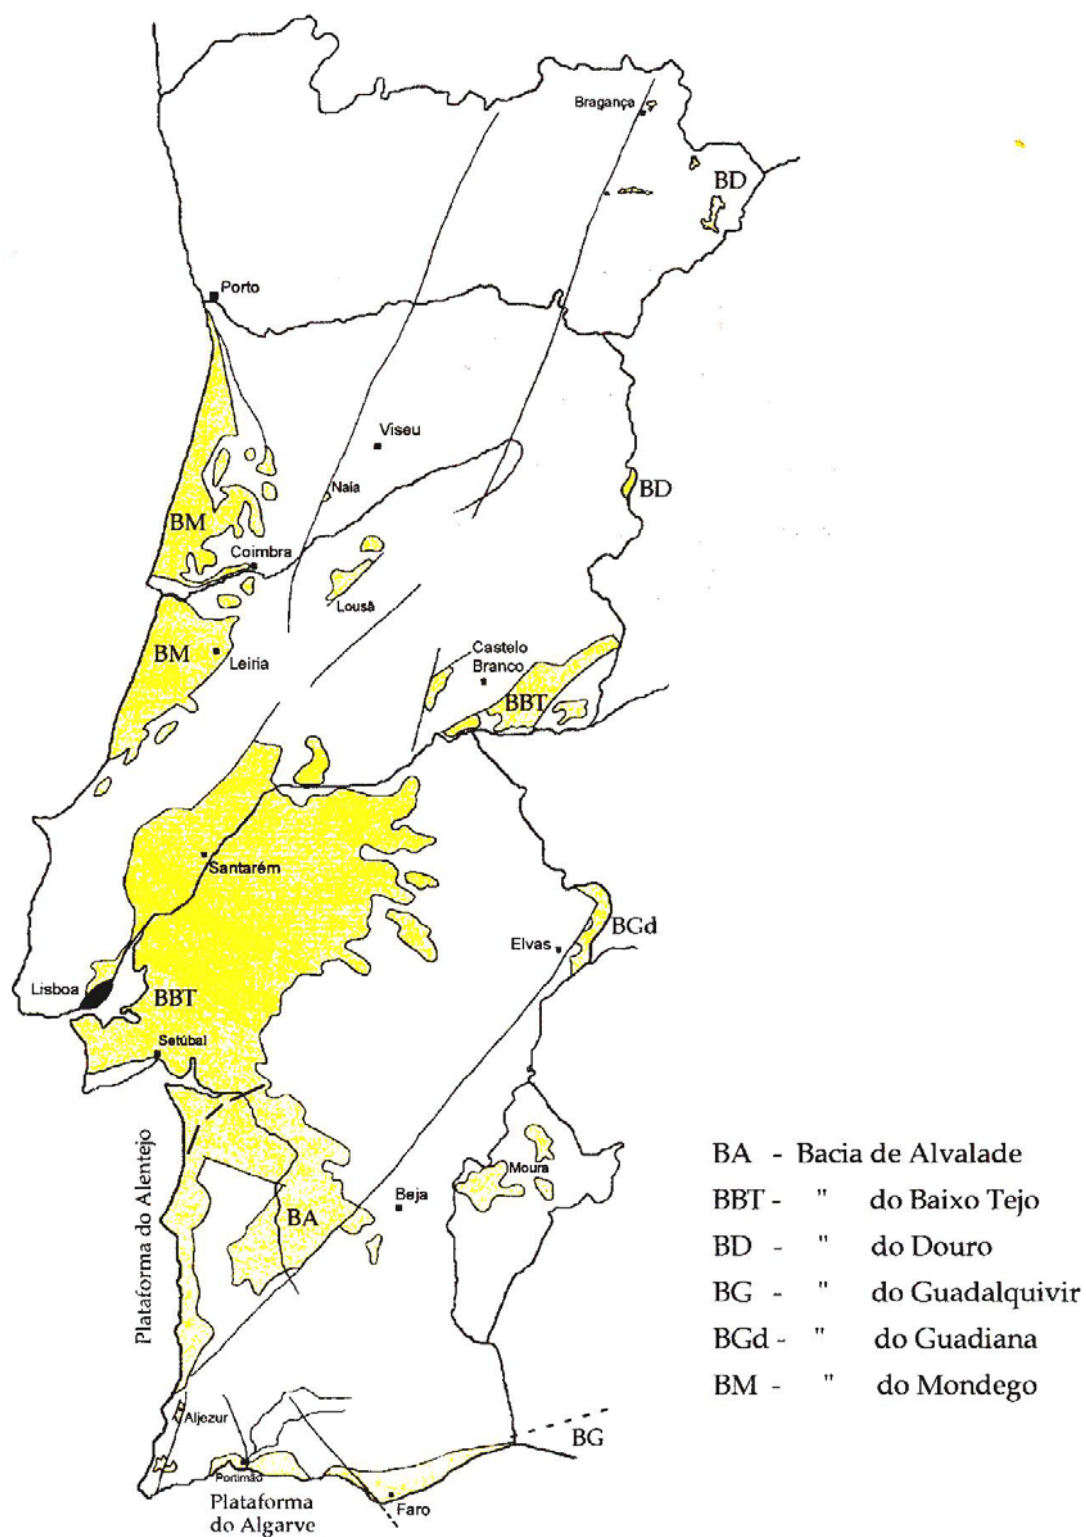 Bragança
BD
Porto
Viseu
Naia
BD
BM
Coimbra
Lousã
BM
Leiria
Castelo
Branco
BBT
Santarém
BGd
Elvas
Lisboa
BBT
Setúbal
Plataforma do Alentejo
Moura
Beja
BA
Aljezur
BG
Portimão
Faro
Plataforma
do Algarve
BA - Bacia de Alvalade
BBT - " do Baixo Tejo
BD - " do Douro
BG - " do Guadalquivir
BGd - " do Guadiana
BM - " do Mondego